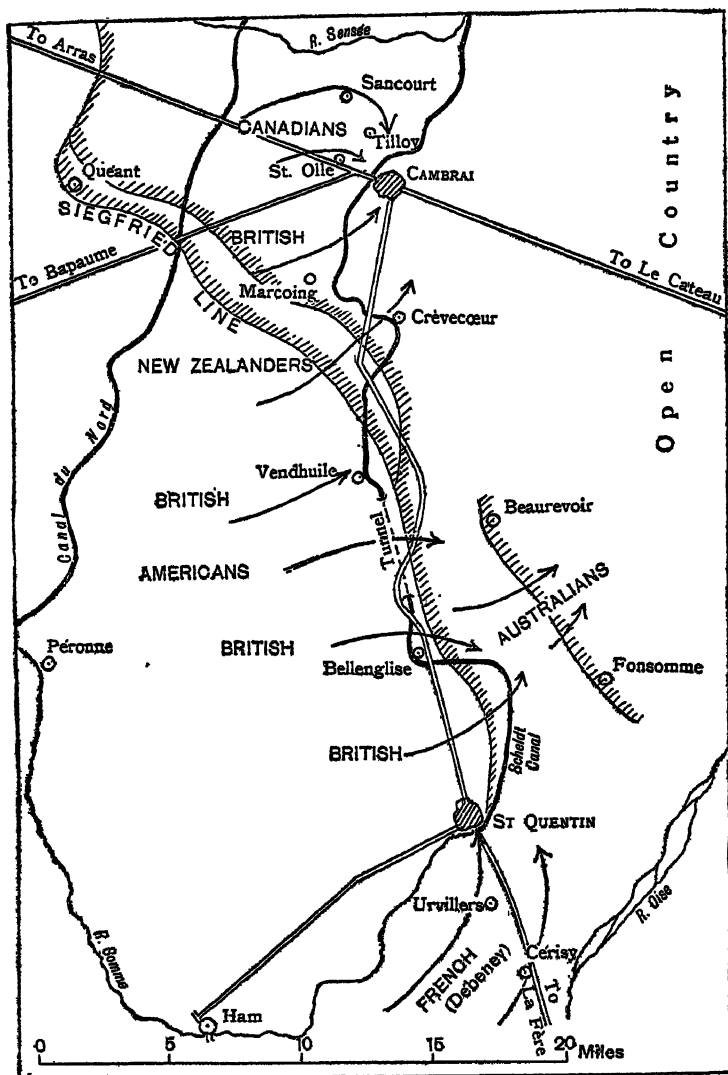 R. Sensée
To Arras
Sancourt
CANADIANS
Tilloy
St. Olle
CAMBRAI
Quéant
SIEGFRIED
LINE
BRITISH
To Bapaume
Marcoing
To Le Cateau
Open Country
Crèvecœur
NEW ZEALANDERS
Canal du Nord
Vendhuile
BRITISH
Tunnel
Beaurevoir
AMERICANS
AUSTRALIANS
BRITISH
Péronne
Bellenglise
Fonsomme
BRITISH
Scheldt
Canal
ST QUENTIN
Urvillers
R. Oise
R. Somme
FRENCH
(Debeney)
Cérisy
To
La Fère
Ham
0 5 10 15 20 Miles